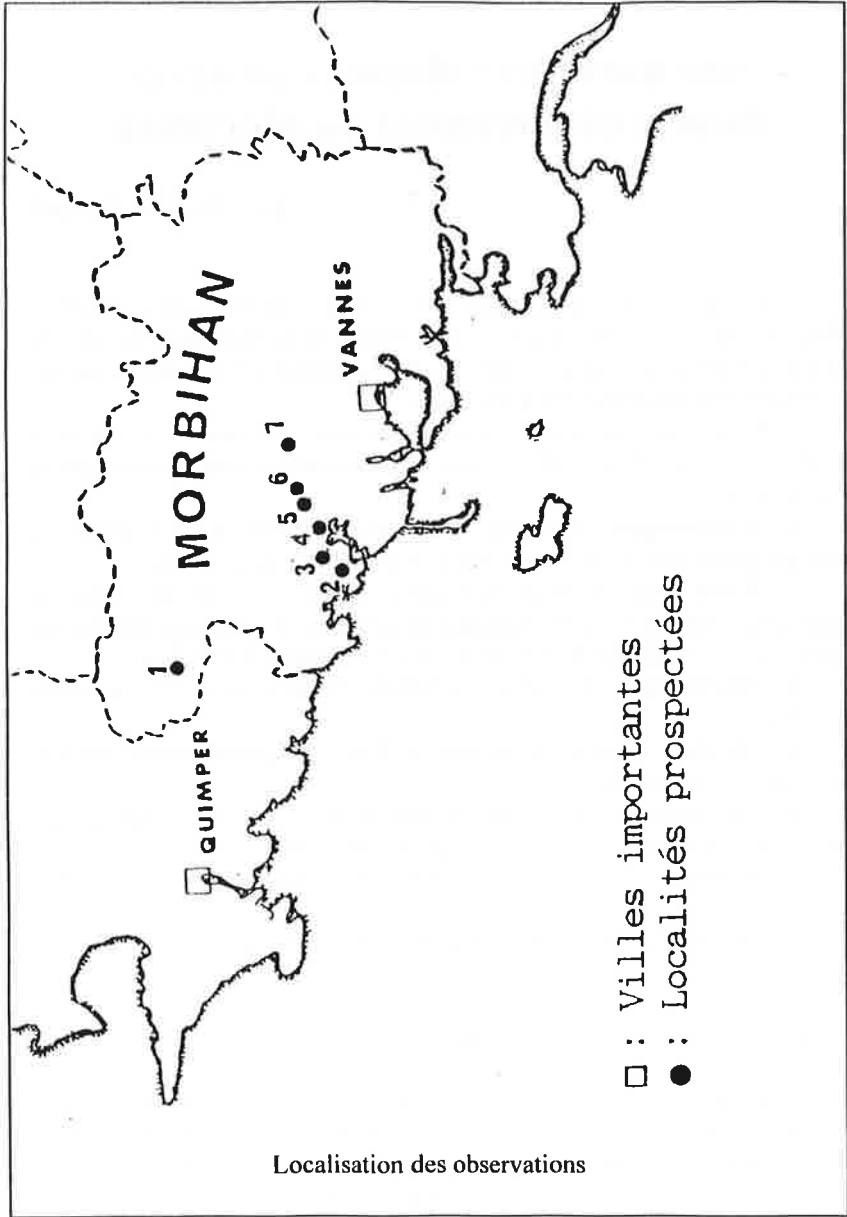 MORBIHAN
VANNES
QUIMPER
1
2
3
4
5
6
7
□ : Villes importantes
● : Localités prospectées
Localisation des observations